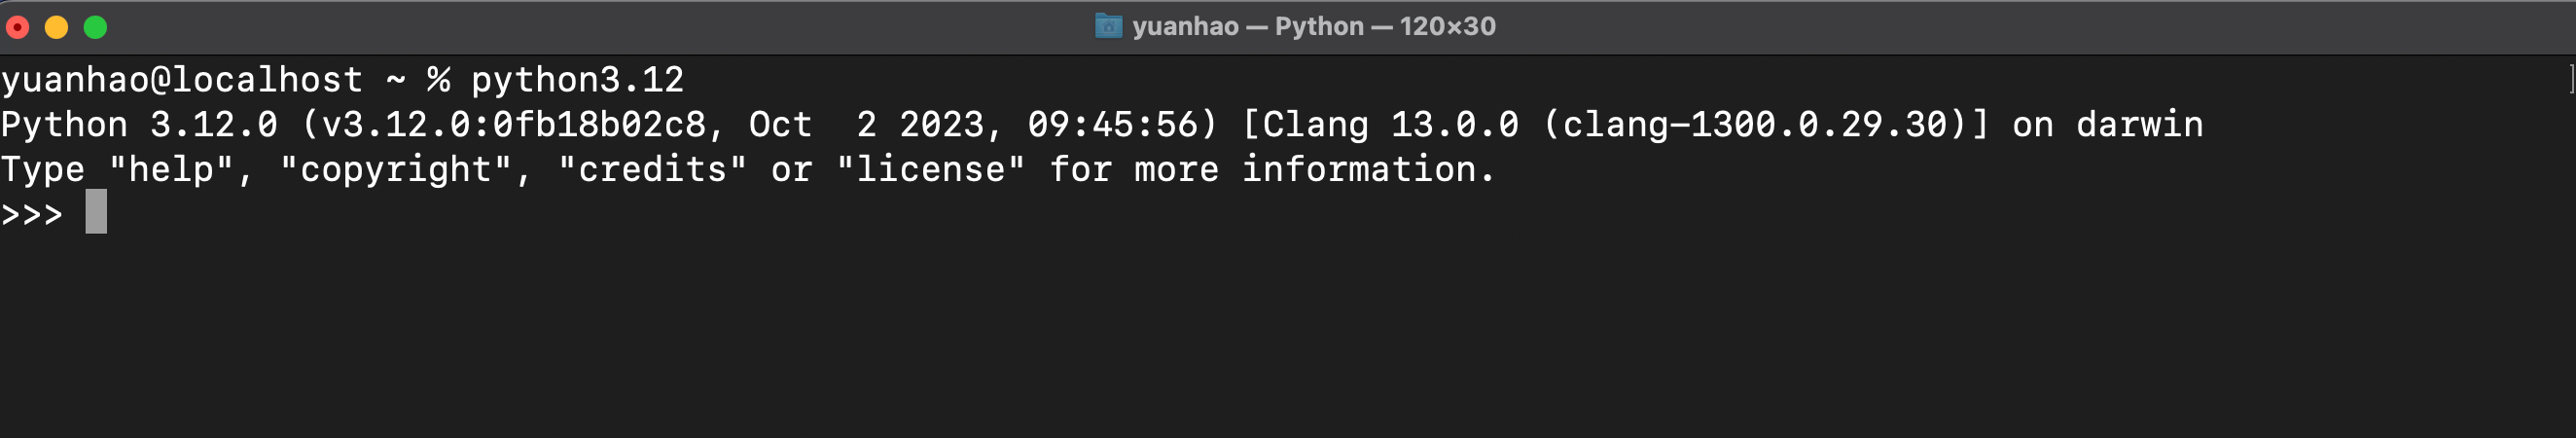 yuanhao — Python — 120×30
yuanhao@localhost ~ % python3.12
Python 3.12.0 (v3.12.0:0fb18b02c8, Oct  2 2023, 09:45:56) [Clang 13.0.0 (clang-1300.0.29.30)] on darwin
Type "help", "copyright", "credits" or "license" for more information.
>>>